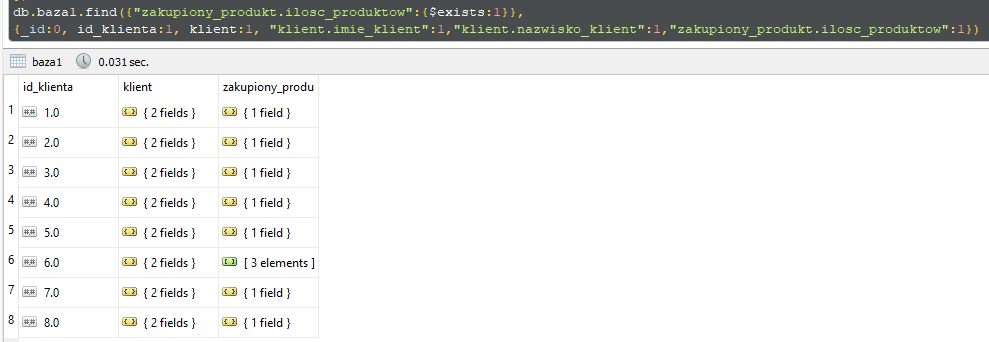 db.baza1.find({"zakupiony_produkt.ilosc_produktow":{$exists:1}},
{_id:0, id_klienta:1, klient:1, "klient.imie_klient":1,"klient.nazwisko_klient":1,"zakupiony_produkt.ilosc_produktow":1})
baza1 0.031 sec.
id_klienta klient zakupiony_produ
1 ## 1.0 { 2 fields } { 1 field }
2 ## 2.0 { 2 fields } { 1 field }
3 ## 3.0 { 2 fields } { 1 field }
4 ## 4.0 { 2 fields } { 1 field }
5 ## 5.0 { 2 fields } { 1 field }
6 ## 6.0 { 2 fields } [ 3 elements ]
7 ## 7.0 { 2 fields } { 1 field }
8 ## 8.0 { 2 fields } { 1 field }